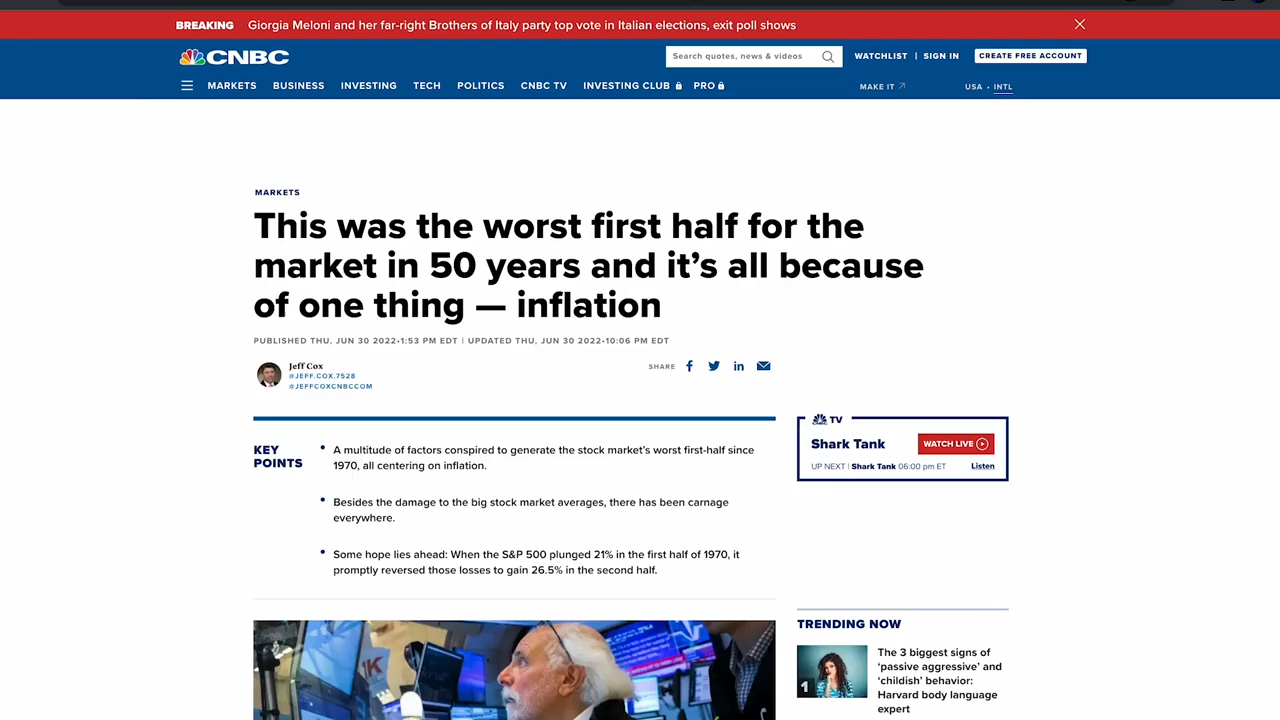 BREAKING Giorgia Meloni and her far-right Brothers of Italy party top vote in Italian elections, exit poll shows
CNBC
Search quotes, news & videos
WATCHLIST | SIGN IN
CREATE FREE ACCOUNT
MARKETS BUSINESS INVESTING TECH POLITICS CNBC TV INVESTING CLUB PRO
MAKE IT
USA • INTL
MARKETS
This was the worst first half for the
market in 50 years and it’s all because
of one thing — inflation
PUBLISHED THU, JUN 30 2022•1:53 PM EDT | UPDATED THU, JUN 30 2022•10:06 PM EDT
Jeff Cox
@JEFF.COX.7528
@JEFFCOXCNBCCOM
SHARE
KEY
POINTS
• A multitude of factors conspired to generate the stock market’s worst first-half since
1970, all centering on inflation.
• Besides the damage to the big stock market averages, there has been carnage
everywhere.
• Some hope lies ahead: When the S&P 500 plunged 21% in the first half of 1970, it
promptly reversed those losses to gain 26.5% in the second half.
TV
Shark Tank
WATCH LIVE
UP NEXT | Shark Tank 06:00 pm ET
Listen
TRENDING NOW
1
The 3 biggest signs of
‘passive aggressive’ and
‘childish’ behavior:
Harvard body language
expert